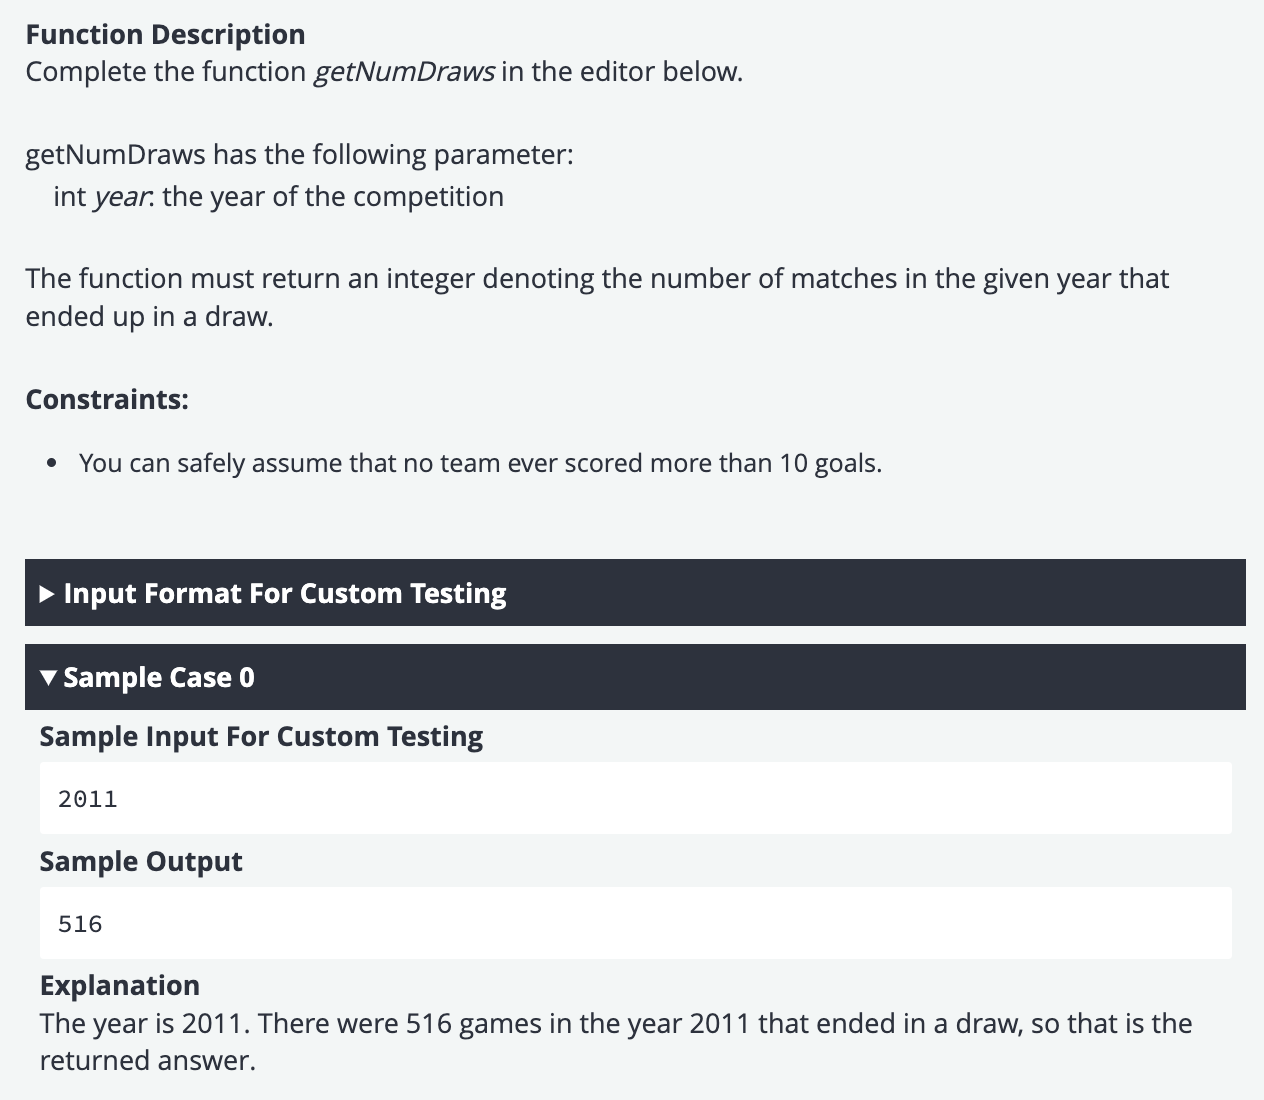 Function Description
Complete the function getNumDraws in the editor below.
getNumDraws has the following parameter:
int year: the year of the competition
The function must return an integer denoting the number of matches in the given year that
ended up in a draw.
Constraints:
• You can safely assume that no team ever scored more than 10 goals.
▶ Input Format For Custom Testing
▼ Sample Case 0
Sample Input For Custom Testing
2011
Sample Output
516
Explanation
The year is 2011. There were 516 games in the year 2011 that ended in a draw, so that is the
returned answer.